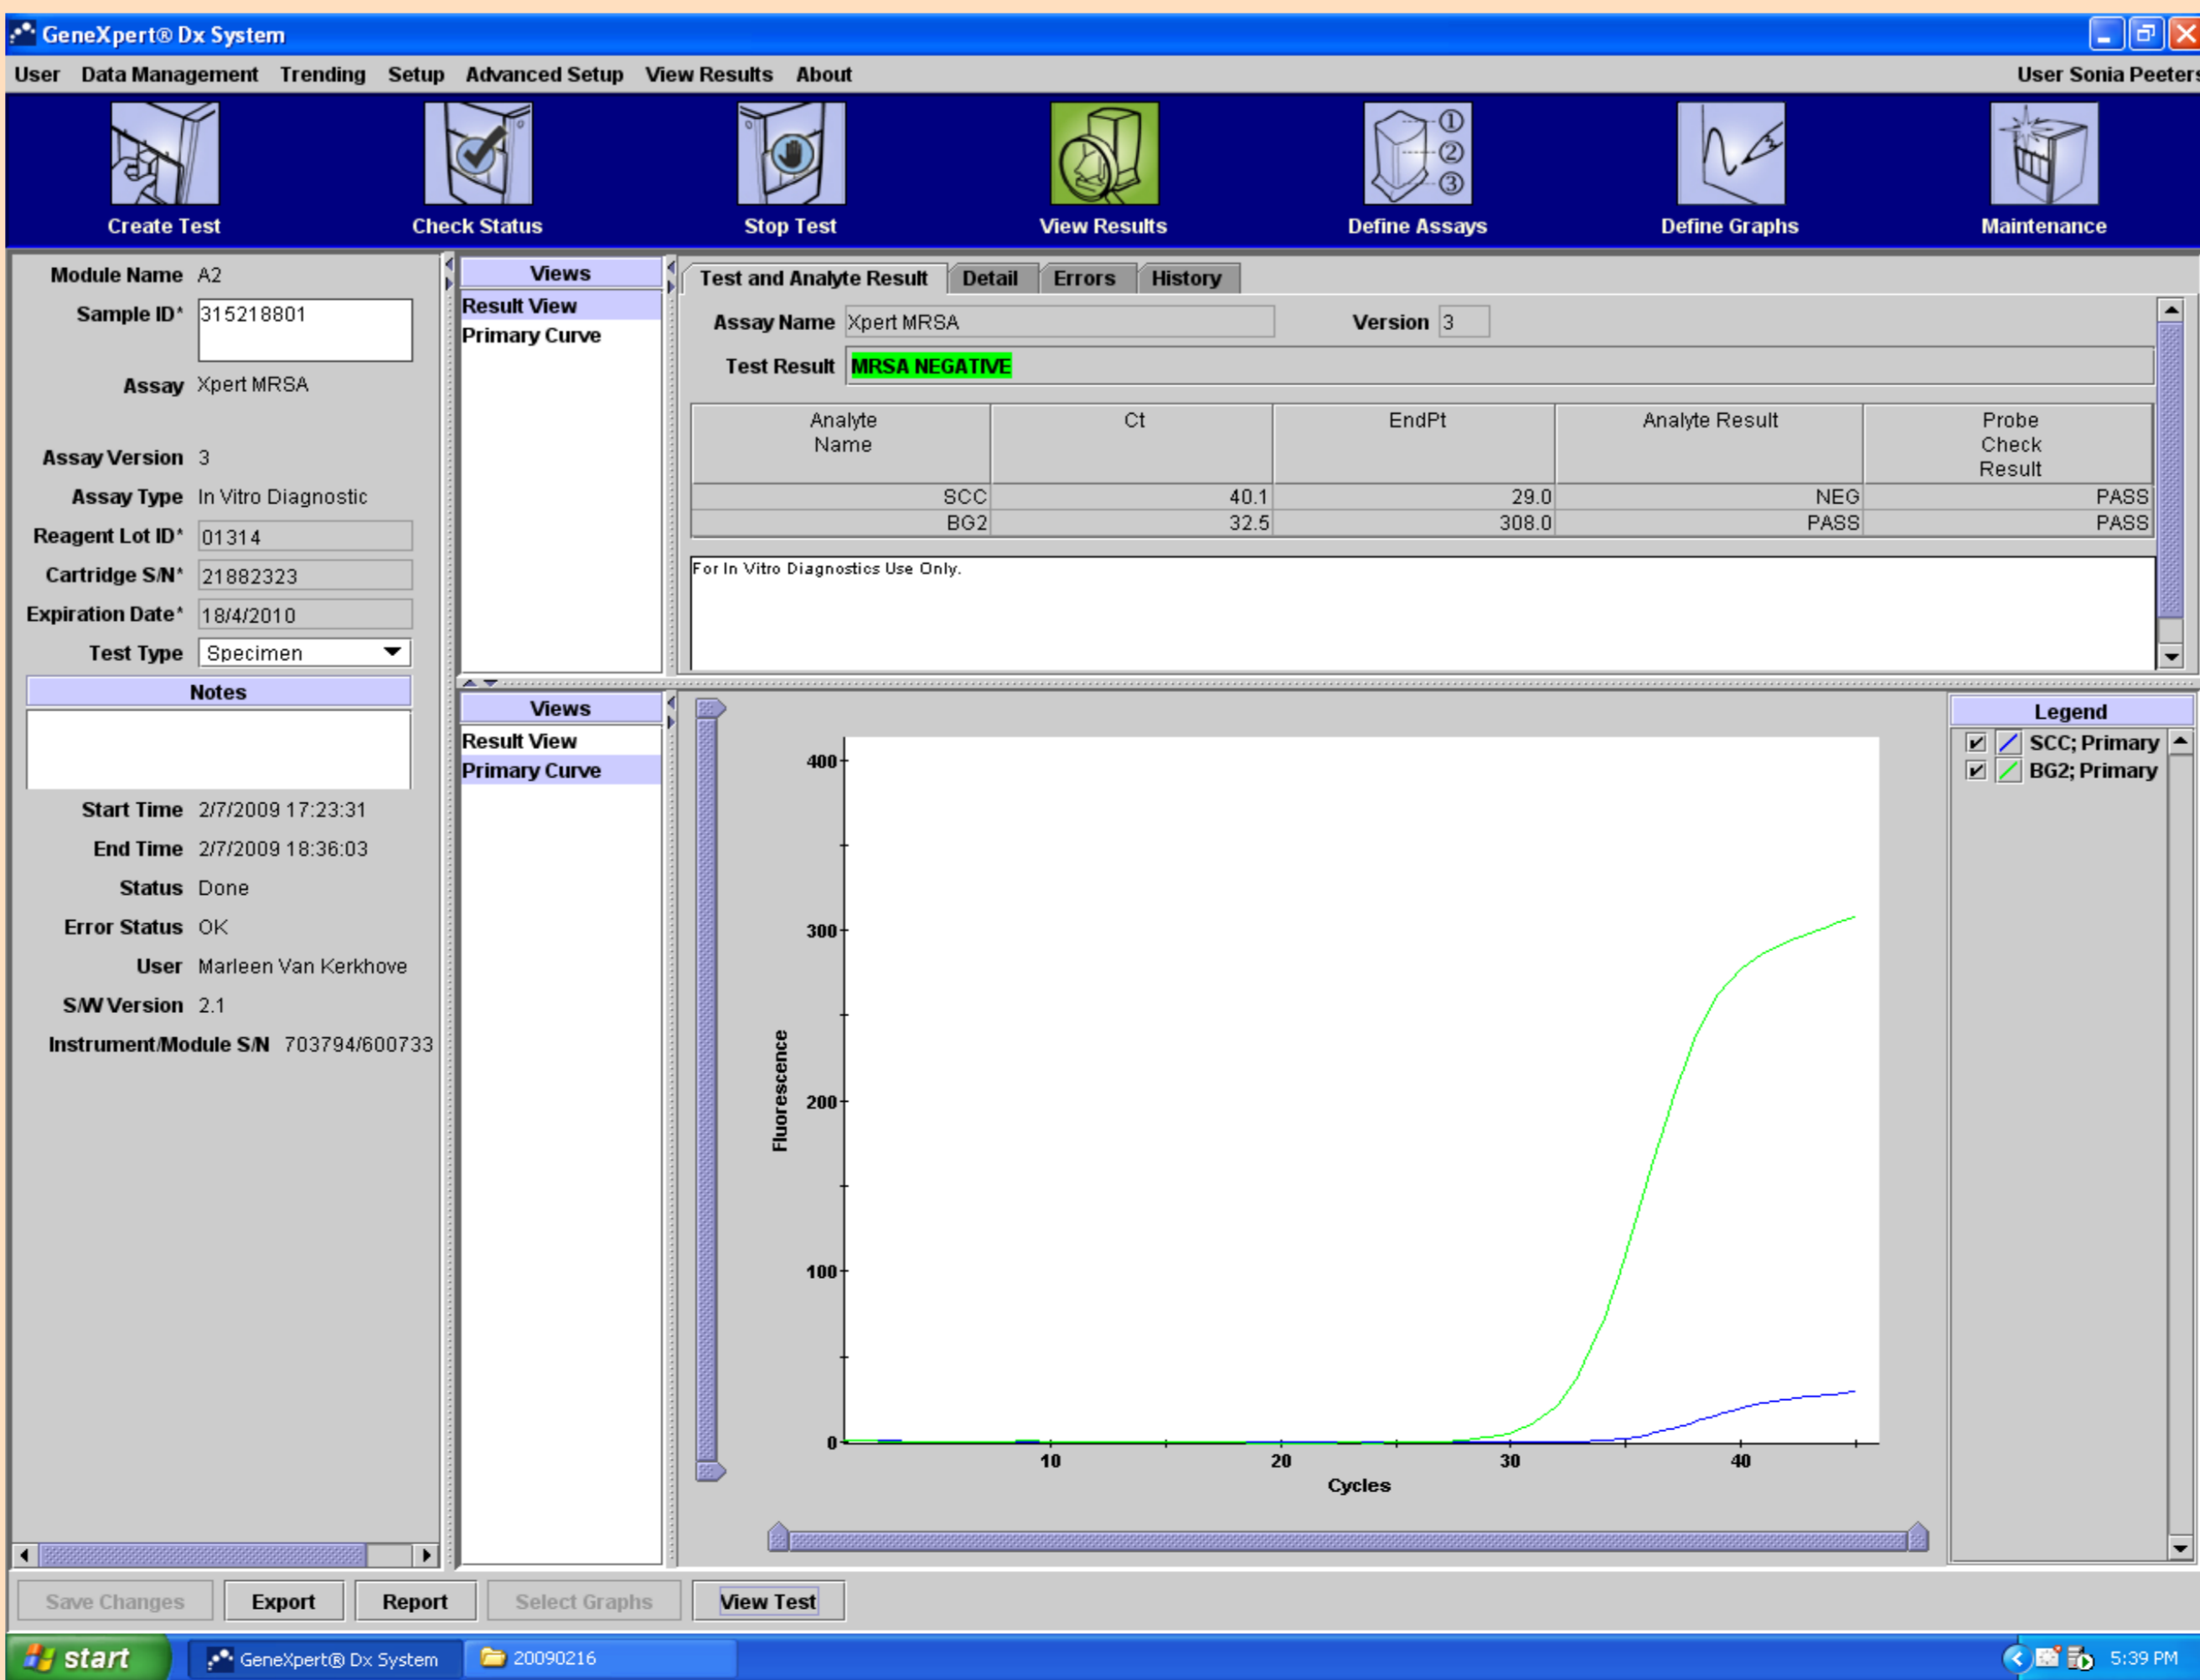 GeneXpert® Dx System
User Data Management Trending Setup Advanced Setup View Results About User Sonia Peeters
Create Test Check Status Stop Test View Results Define Assays Define Graphs Maintenance
① ② ③
Module Name A2
Sample ID* 315218801
Assay Xpert MRSA
Assay Version 3
Assay Type In Vitro Diagnostic
Reagent Lot ID* 01314
Cartridge S/N* 21882323
Expiration Date* 18/4/2010
Test Type Specimen
Notes
Start Time 2/7/2009 17:23:31
End Time 2/7/2009 18:36:03
Status Done
Error Status OK
User Marleen Van Kerkhove
S/W Version 2.1
Instrument/Module S/N 703794/600733
Views
Result View
Primary Curve
Test and Analyte Result Detail Errors History
Assay Name Xpert MRSA Version 3
Test Result MRSA NEGATIVE
Analyte Name Ct EndPt Analyte Result Probe Check Result
SCC 40.1 29.0 NEG PASS
BG2 32.5 308.0 PASS PASS
For In Vitro Diagnostics Use Only.
Views
Result View
Primary Curve
400
300
200
100
0
Fluorescence
10 20 30 40
Cycles
Legend
SCC; Primary
BG2; Primary
Save Changes Export Report Select Graphs View Test
start GeneXpert® Dx System 20090216 5:39 PM